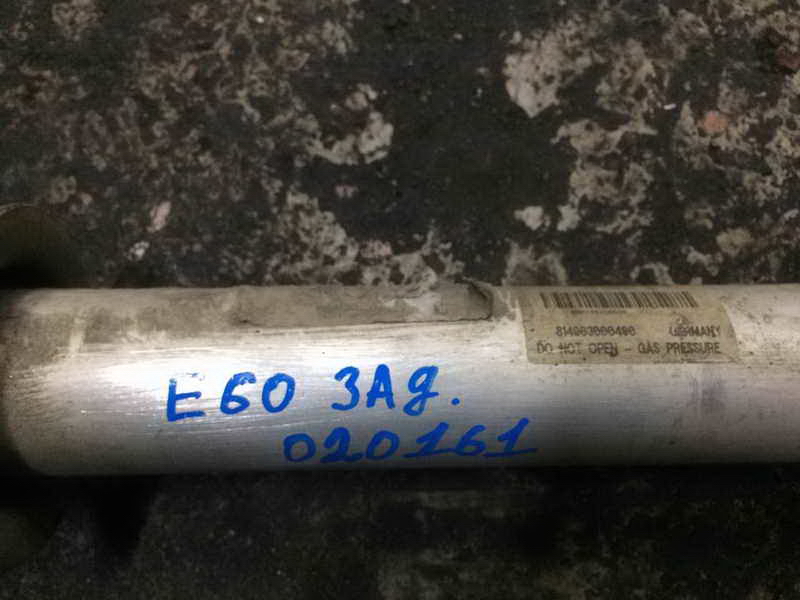 GERMANY
DO NOT OPEN - GAS PRESSURE
E60 ЗАд.
020161